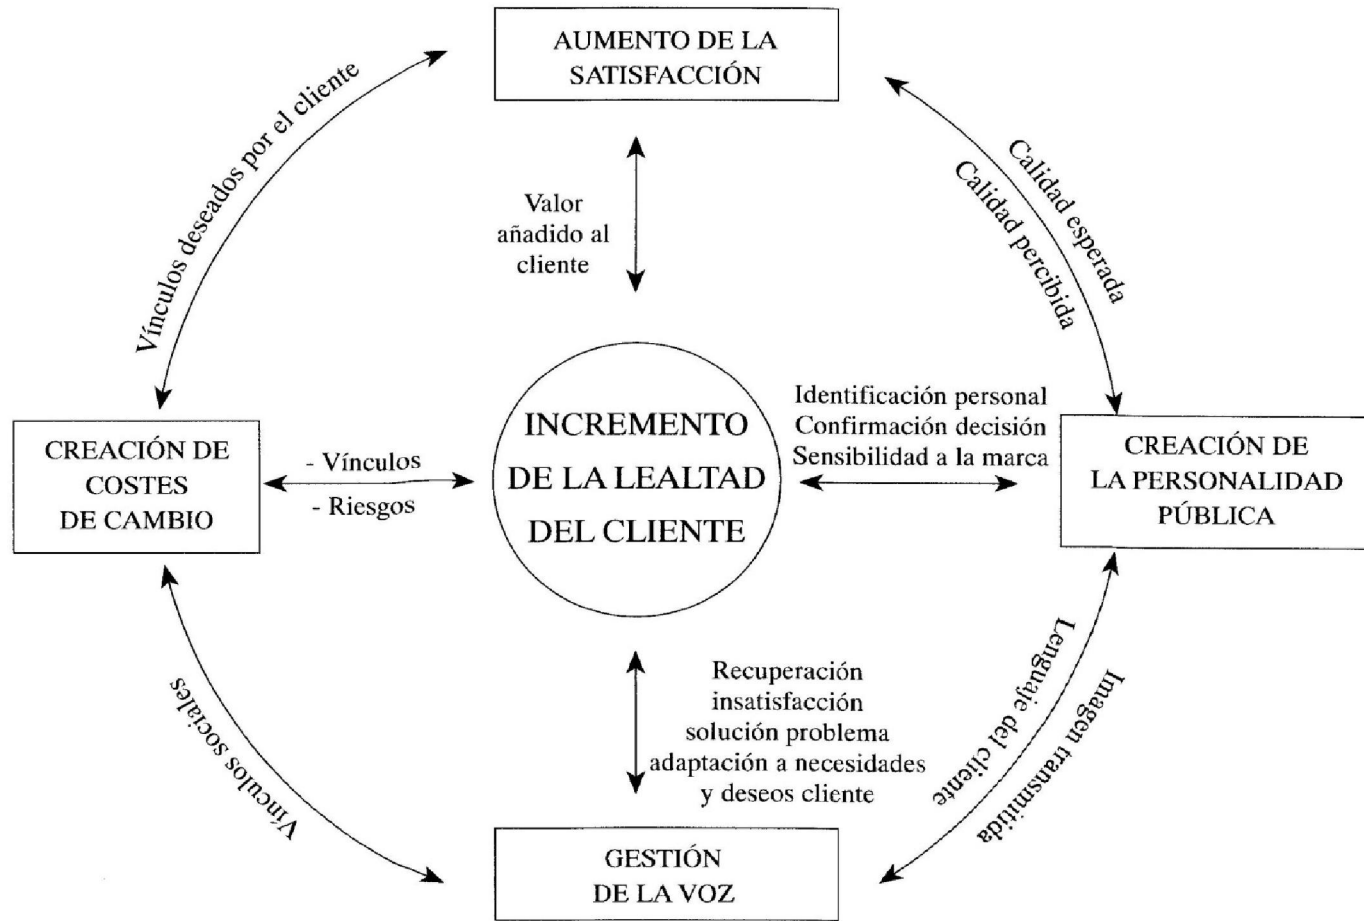 AUMENTO DE LA
SATISFACCIÓN
Vínculos deseados por el cliente
Valor
añadido al
cliente
Calidad esperada
Calidad percibida
CREACIÓN DE
COSTES
DE CAMBIO
- Vínculos
- Riesgos
INCREMENTO
DE LA LEALTAD
DEL CLIENTE
Identificación personal
Confirmación decisión
Sensibilidad a la marca
CREACIÓN DE
LA PERSONALIDAD
PÚBLICA
Vínculos sociales
Recuperación
insatisfacción
solución problema
adaptación a necesidades
y deseos cliente
Lenguaje del cliente
Imagen transmitida
GESTIÓN
DE LA VOZ